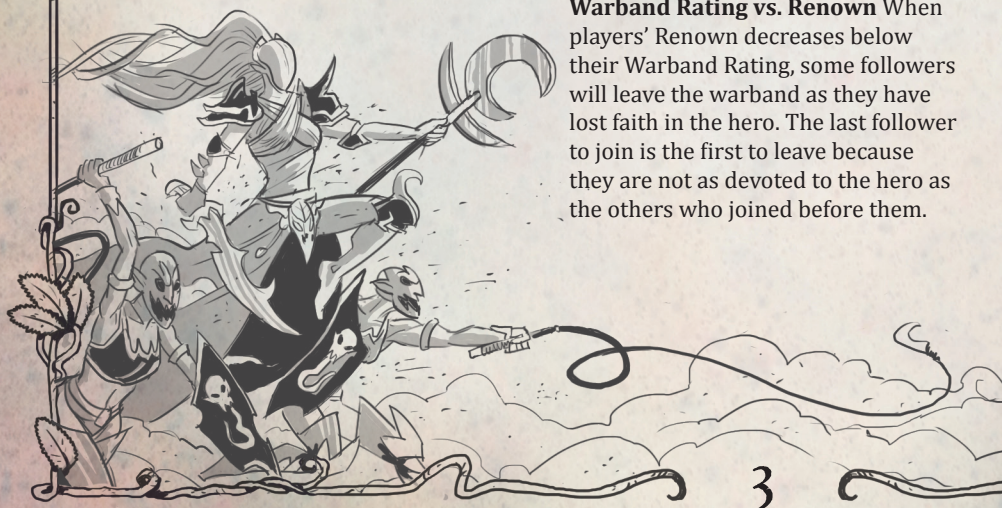 Warband Rating vs. Renown When
players’ Renown decreases below
their Warband Rating, some followers
will leave the warband as they have
lost faith in the hero. The last follower
to join is the first to leave because
they are not as devoted to the hero as
the others who joined before them.
3